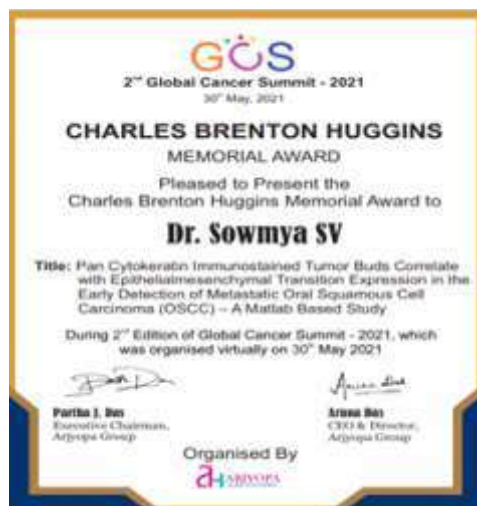 GCS
2nd Global Cancer Summit - 2021
30th May, 2021
CHARLES BRENTON HUGGINS
MEMORIAL AWARD
Pleased to Present the
Charles Brenton Huggins Memorial Award to
Dr. Sowmya SV
Title: Pan Cytokeratin Immunostained Tumor Buds Correlate
with Epithelialmesenchymal Transition Expression in the
Early Detection of Metastatic Oral Squamous Cell
Carcinoma (OSCC) – A Matlab Based Study
During 2nd Edition of Global Cancer Summit - 2021, which
was organised virtually on 30th May 2021
Partha J. Das
Executive Chairman,
Arjyopa Group
Aruna Das
CEO & Director,
Arjyopa Group
Organised By
ARJYOPA